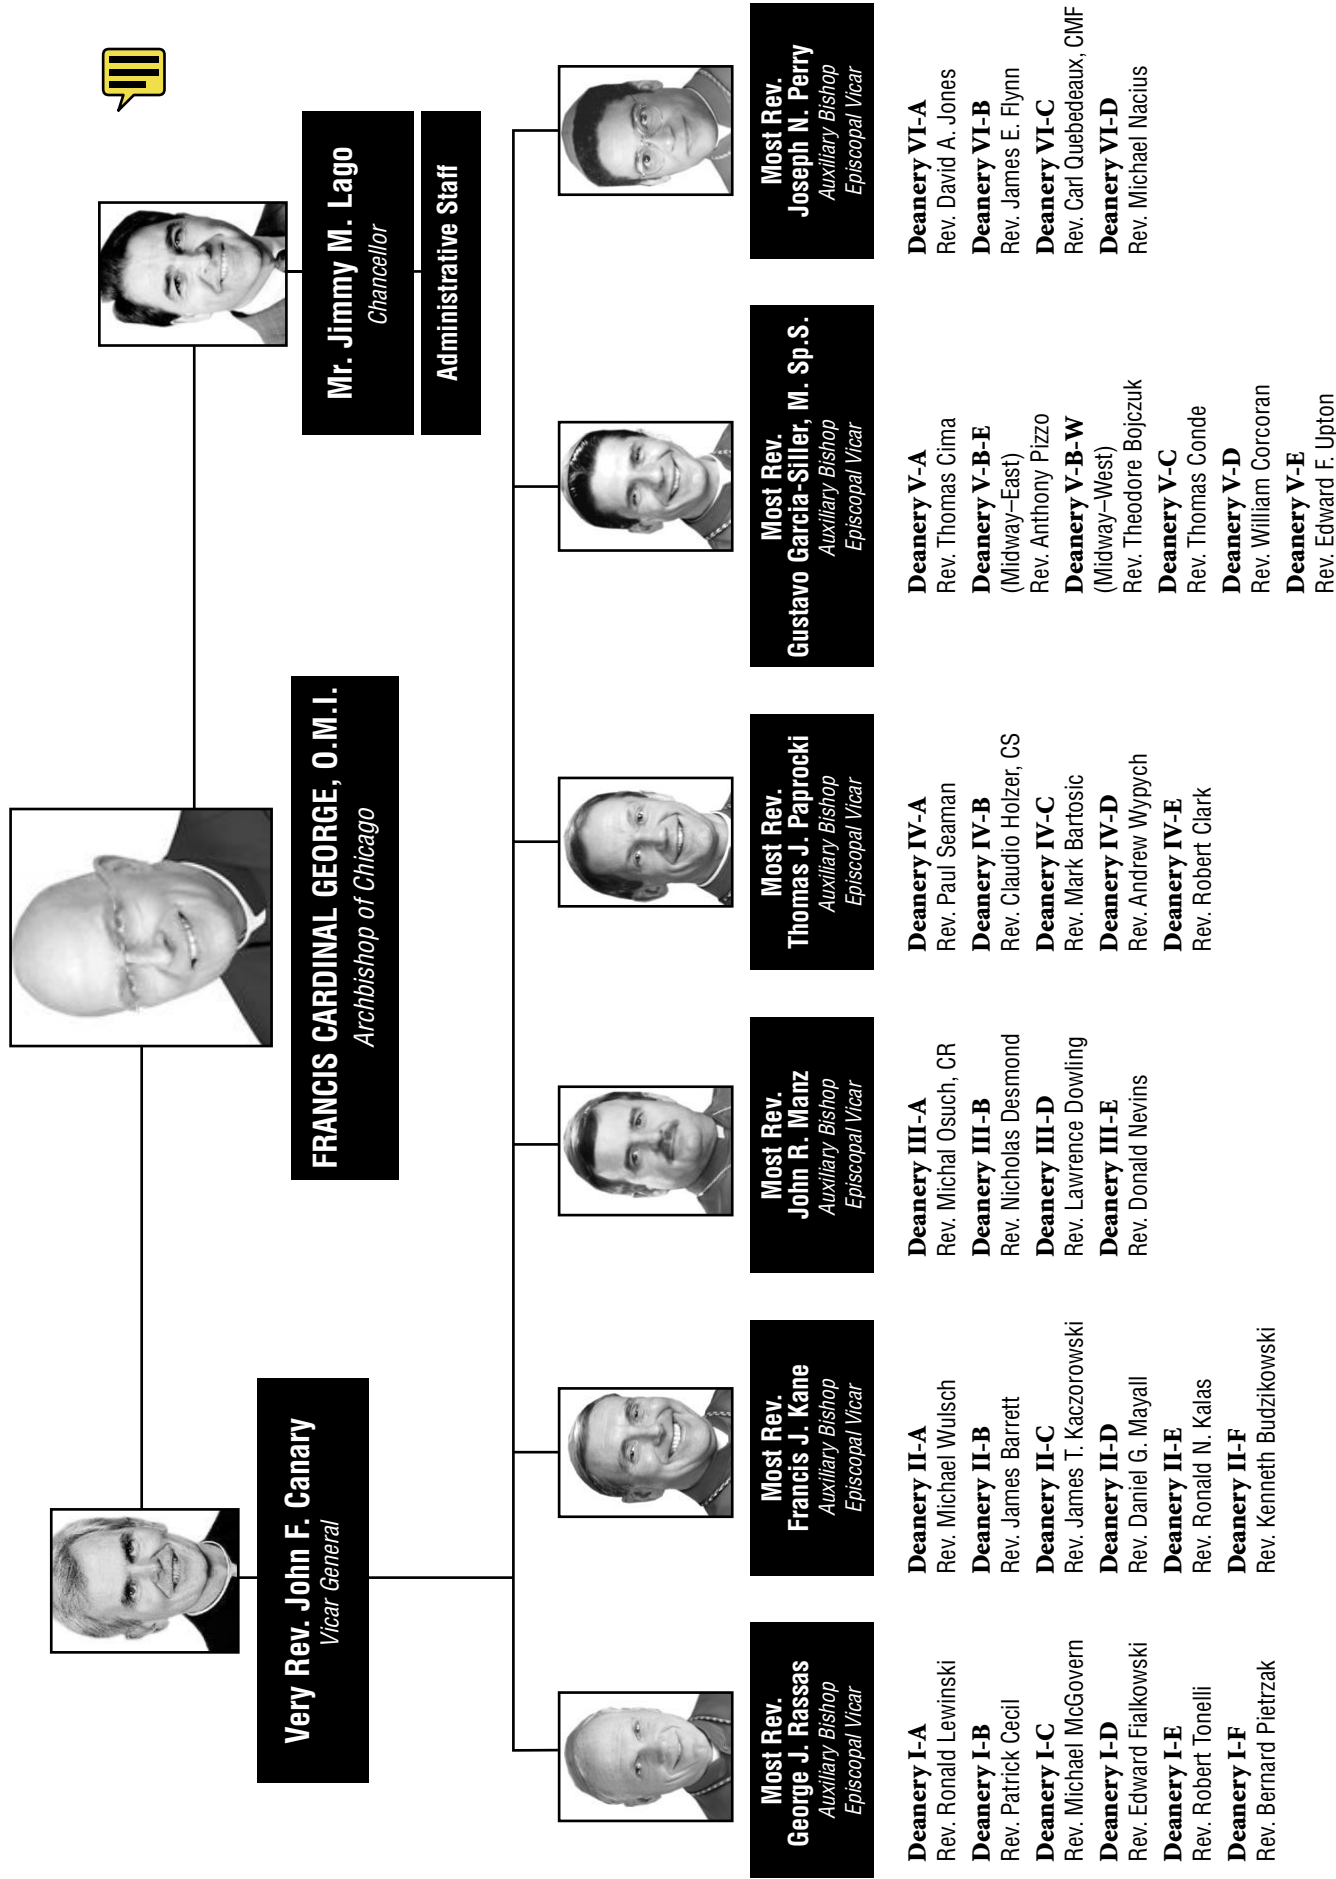 FRANCIS CARDINAL GEORGE, O.M.I.
Archbishop of Chicago
Very Rev. John F. Canary
Vicar General
Mr. Jimmy M. Lago
Chancellor
Administrative Staff
Most Rev.
George J. Rassas
Auxiliary Bishop
Episcopal Vicar
Deanery I-A
Rev. Ronald Lewinski
Deanery I-B
Rev. Patrick Cecil
Deanery I-C
Rev. Michael McGovern
Deanery I-D
Rev. Edward Fialkowski
Deanery I-E
Rev. Robert Tonelli
Deanery I-F
Rev. Bernard Pietrzak
Most Rev.
Francis J. Kane
Auxiliary Bishop
Episcopal Vicar
Deanery II-A
Rev. Michael Wulsch
Deanery II-B
Rev. James Barrett
Deanery II-C
Rev. James T. Kaczorowski
Deanery II-D
Rev. Daniel G. Mayall
Deanery II-E
Rev. Ronald N. Kalas
Deanery II-F
Rev. Kenneth Budzikowski
Most Rev.
John R. Manz
Auxiliary Bishop
Episcopal Vicar
Deanery III-A
Rev. Michal Osuch, CR
Deanery III-B
Rev. Nicholas Desmond
Deanery III-D
Rev. Lawrence Dowling
Deanery III-E
Rev. Donald Nevins
Most Rev.
Thomas J. Paprocki
Auxiliary Bishop
Episcopal Vicar
Deanery IV-A
Rev. Paul Seaman
Deanery IV-B
Rev. Claudio Holzer, CS
Deanery IV-C
Rev. Mark Bartosic
Deanery IV-D
Rev. Andrew Wypych
Deanery IV-E
Rev. Robert Clark
Most Rev.
Gustavo Garcia-Siller, M. Sp.S.
Auxiliary Bishop
Episcopal Vicar
Deanery V-A
Rev. Thomas Cima
Deanery V-B-E
(Midway–East)
Rev. Anthony Pizzo
Deanery V-B-W
(Midway–West)
Rev. Theodore Bojczuk
Deanery V-C
Rev. Thomas Conde
Deanery V-D
Rev. William Corcoran
Deanery V-E
Rev. Edward F. Upton
Most Rev.
Joseph N. Perry
Auxiliary Bishop
Episcopal Vicar
Deanery VI-A
Rev. David A. Jones
Deanery VI-B
Rev. James E. Flynn
Deanery VI-C
Rev. Carl Quebedeaux, CMF
Deanery VI-D
Rev. Michael Nacius